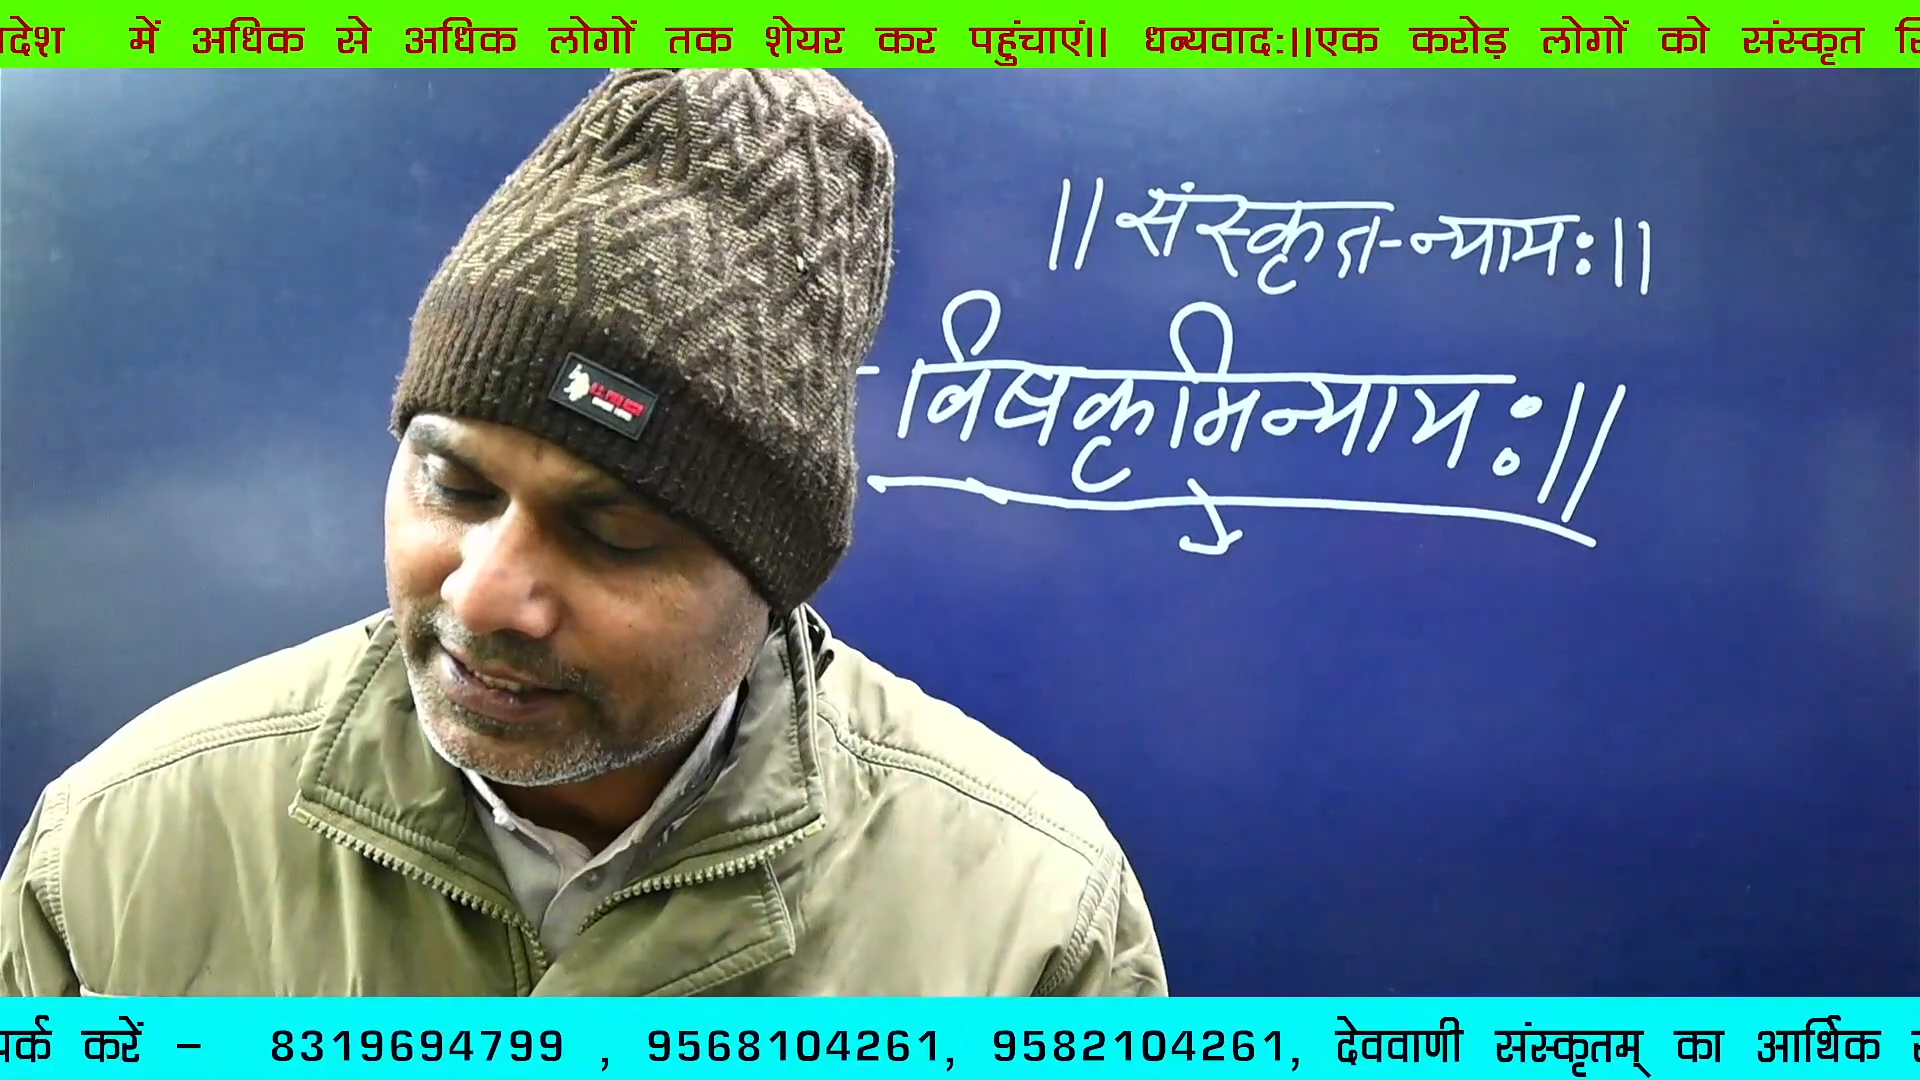 में अधिक से अधिक लोगों तक शेयर कर पहुंचाएं॥ धन्यवादः॥एक करोड़ लोगों को संस्कृत
॥ संस्कृत-न्यायः॥
विषकृमिन्यायः॥
करें - 8319694799 , 9568104261, 9582104261, देववाणी संस्कृतम् का आर्थिक